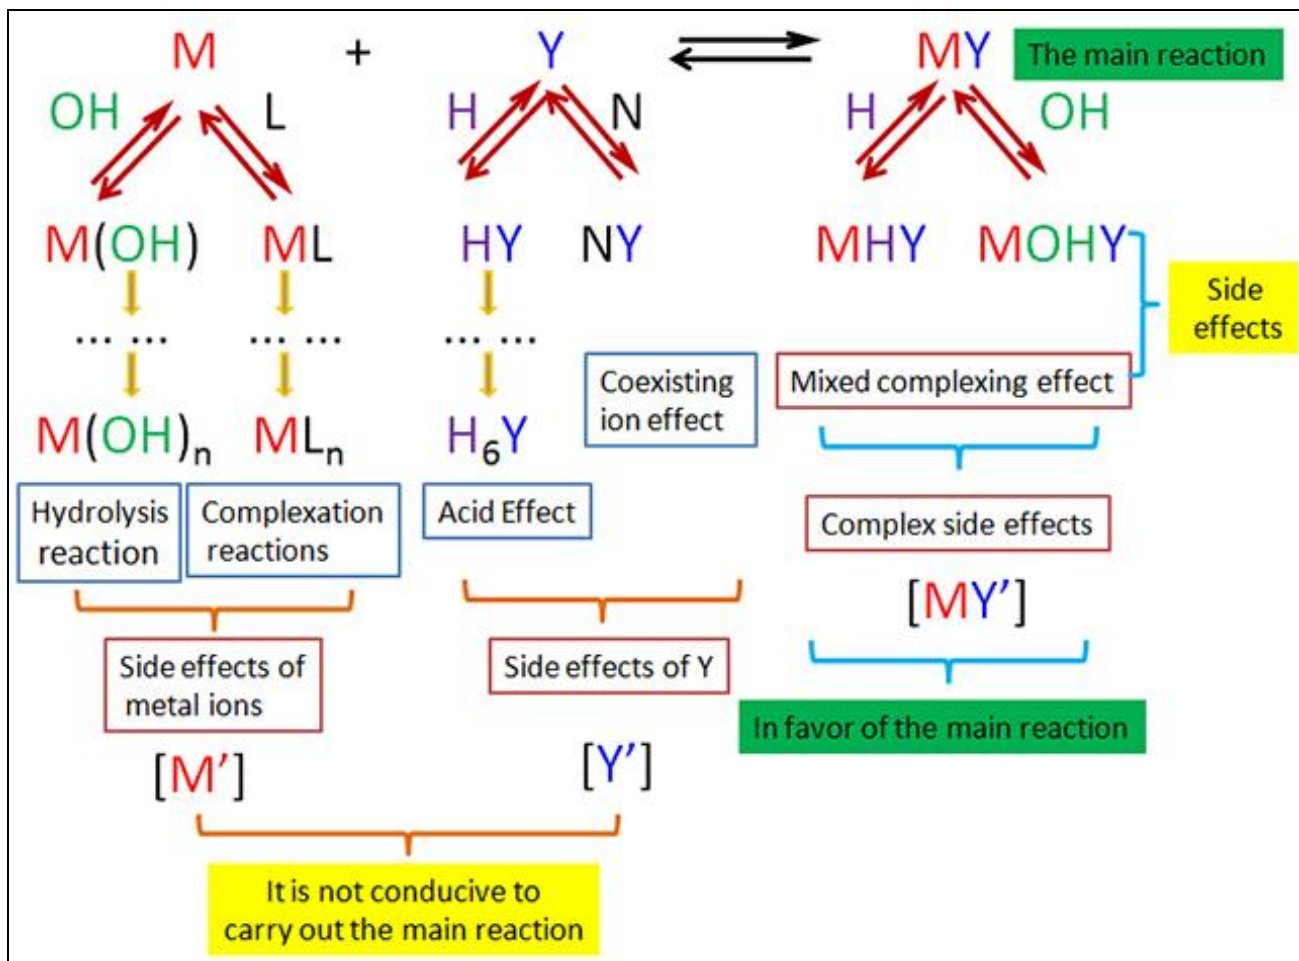 M + Y MY The main reaction
OH L H N H OH
M(OH) ML HY NY MHY MOHY
Side
effects
... ... ... ... ... ...
Coexisting
ion effect
Mixed complexing effect
M(OH)n MLn H6Y
Hydrolysis
reaction
Complexation
reactions
Acid Effect
Complex side effects
[MY']
Side effects of
metal ions
Side effects of Y
In favor of the main reaction
[M'] [Y']
It is not conducive to
carry out the main reaction